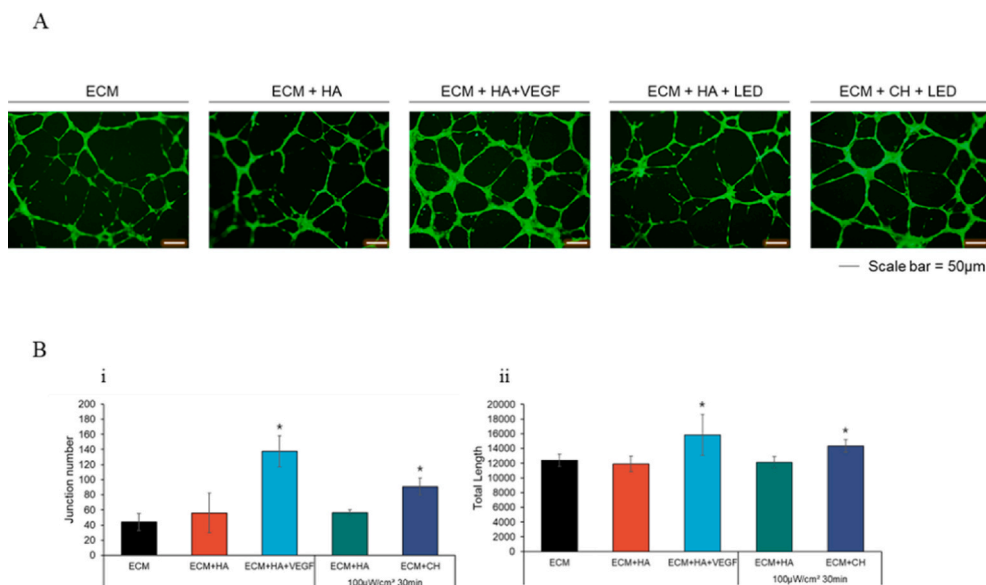 A
ECM
ECM + HA
ECM + HA+VEGF
ECM + HA + LED
ECM + CH + LED
Scale bar = 50µm
B
i
Junction number
200
180
160
140
120
100
80
60
40
20
0
*
*
ECM
ECM+HA
ECM+HA+VEGF
ECM+HA
ECM+CH
100µW/cm² 30min
ii
Total Length
20000
18000
16000
14000
12000
10000
8000
6000
4000
2000
0
*
*
ECM
ECM+HA
ECM+HA+VEGF
ECM+HA
ECM+CH
100µW/cm² 30min